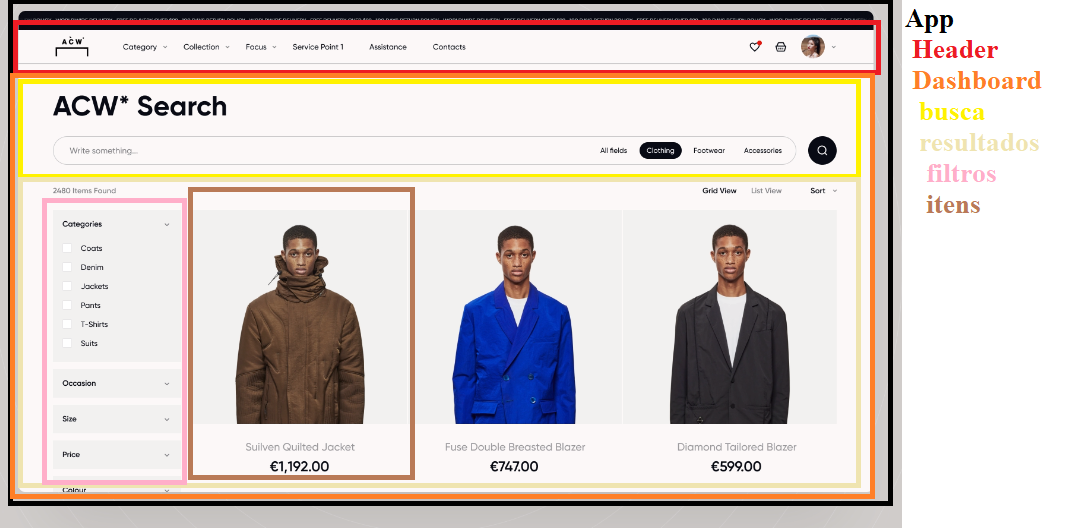 App
Header
Dashboard
busca
resultados
filtros
itens
ACW*
Category
Collection
Focus
Service Point 1
Assistance
Contacts
ACW* Search
Write something...
All fields
Clothing
Footwear
Accessories
2480 Items Found
Grid View
List View
Sort
Categories
Coats
Denim
Jackets
Pants
T-Shirts
Suits
Occasion
Size
Price
Colour
Suilven Quilted Jacket
€1,192.00
Fuse Double Breasted Blazer
€747.00
Diamond Tailored Blazer
€599.00